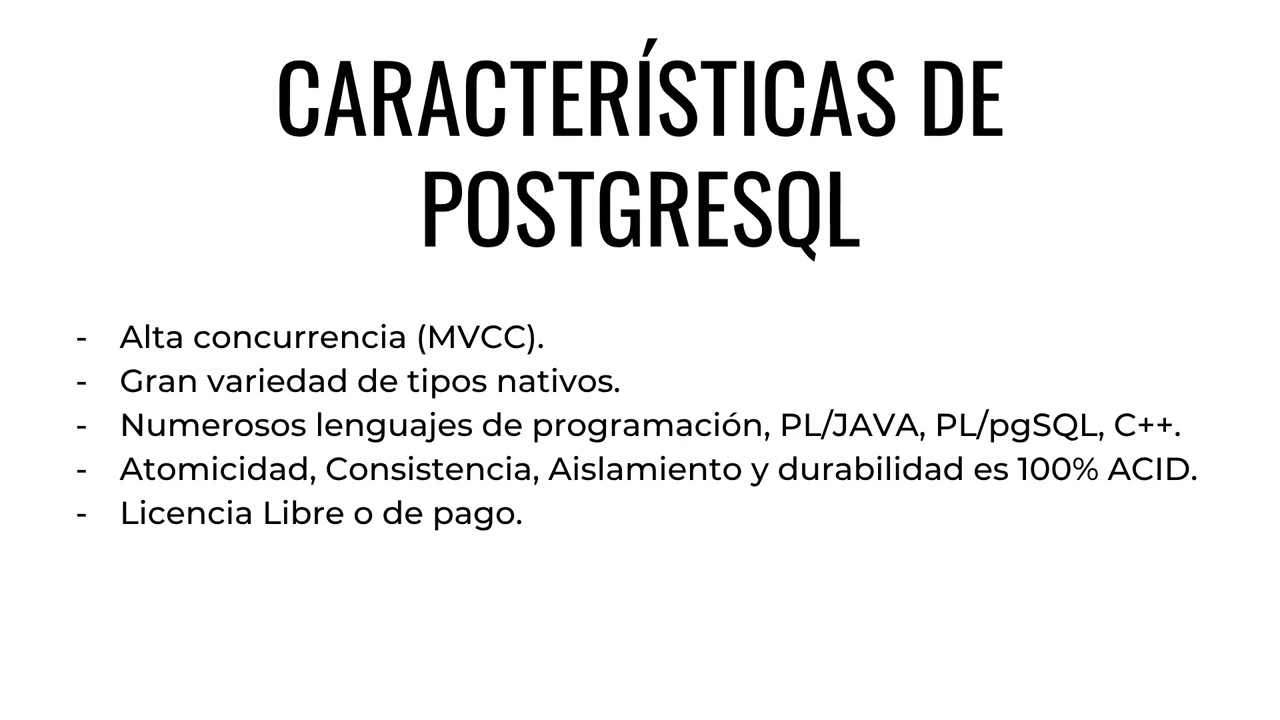 CARACTERÍSTICAS DE
POSTGRESQL
- Alta concurrencia (MVCC).
- Gran variedad de tipos nativos.
- Numerosos lenguajes de programación, PL/JAVA, PL/pgSQL, C++.
- Atomicidad, Consistencia, Aislamiento y durabilidad es 100% ACID.
- Licencia Libre o de pago.